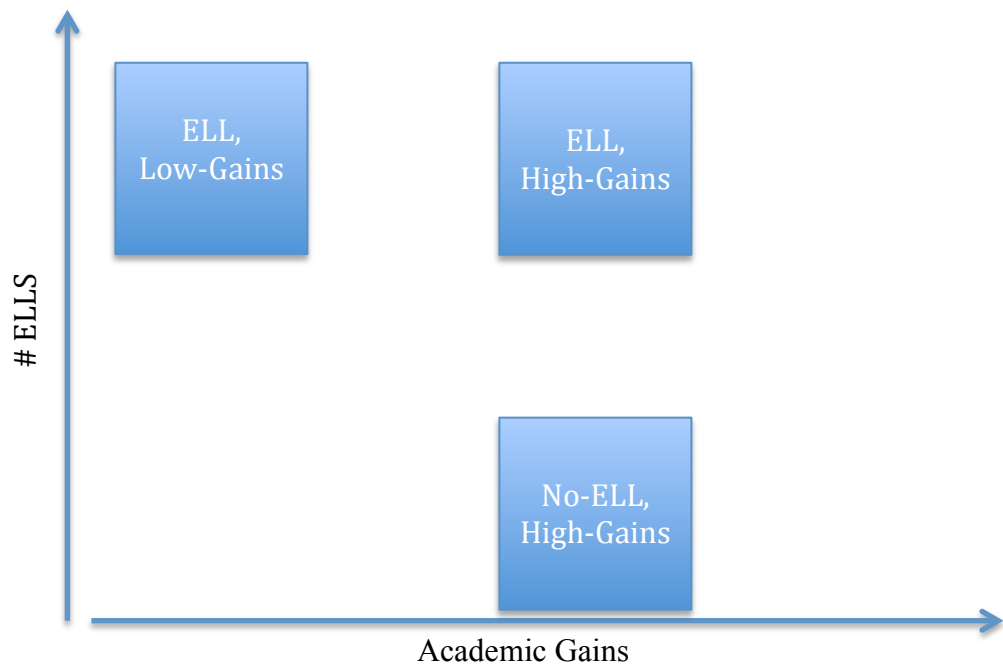 ELL,
Low-Gains
ELL,
High-Gains
# ELLS
No-ELL,
High-Gains
Academic Gains